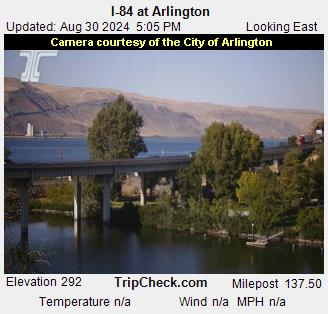 I-84 at Arlington
Updated: Aug 30 2024 5:05 PM Looking East
Camera courtesy of the City of Arlington
Elevation 292 TripCheck.com Milepost 137.50
Temperature n/a Wind n/a MPH n/a